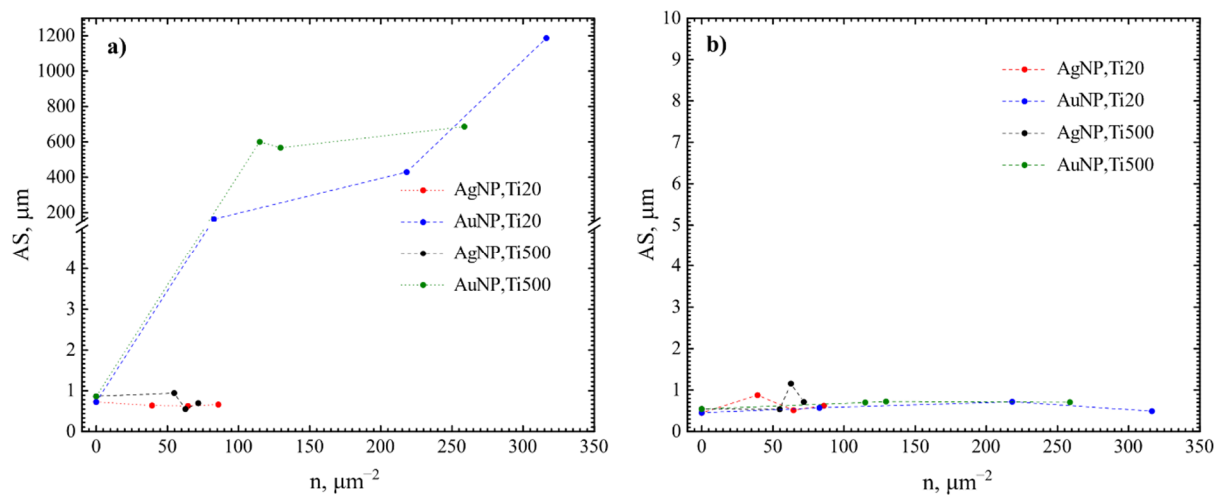 a)
1200
1000
800
600
400
200
4
3
2
1
0
AS, μm
AgNP,Ti20
AuNP,Ti20
AgNP,Ti500
AuNP,Ti500
0 50 100 150 200 250 300 350
n, μm⁻²
b)
10
9
8
7
6
5
4
3
2
1
0
AS, μm
AgNP,Ti20
AuNP,Ti20
AgNP,Ti500
AuNP,Ti500
0 50 100 150 200 250 300 350
n, μm⁻²